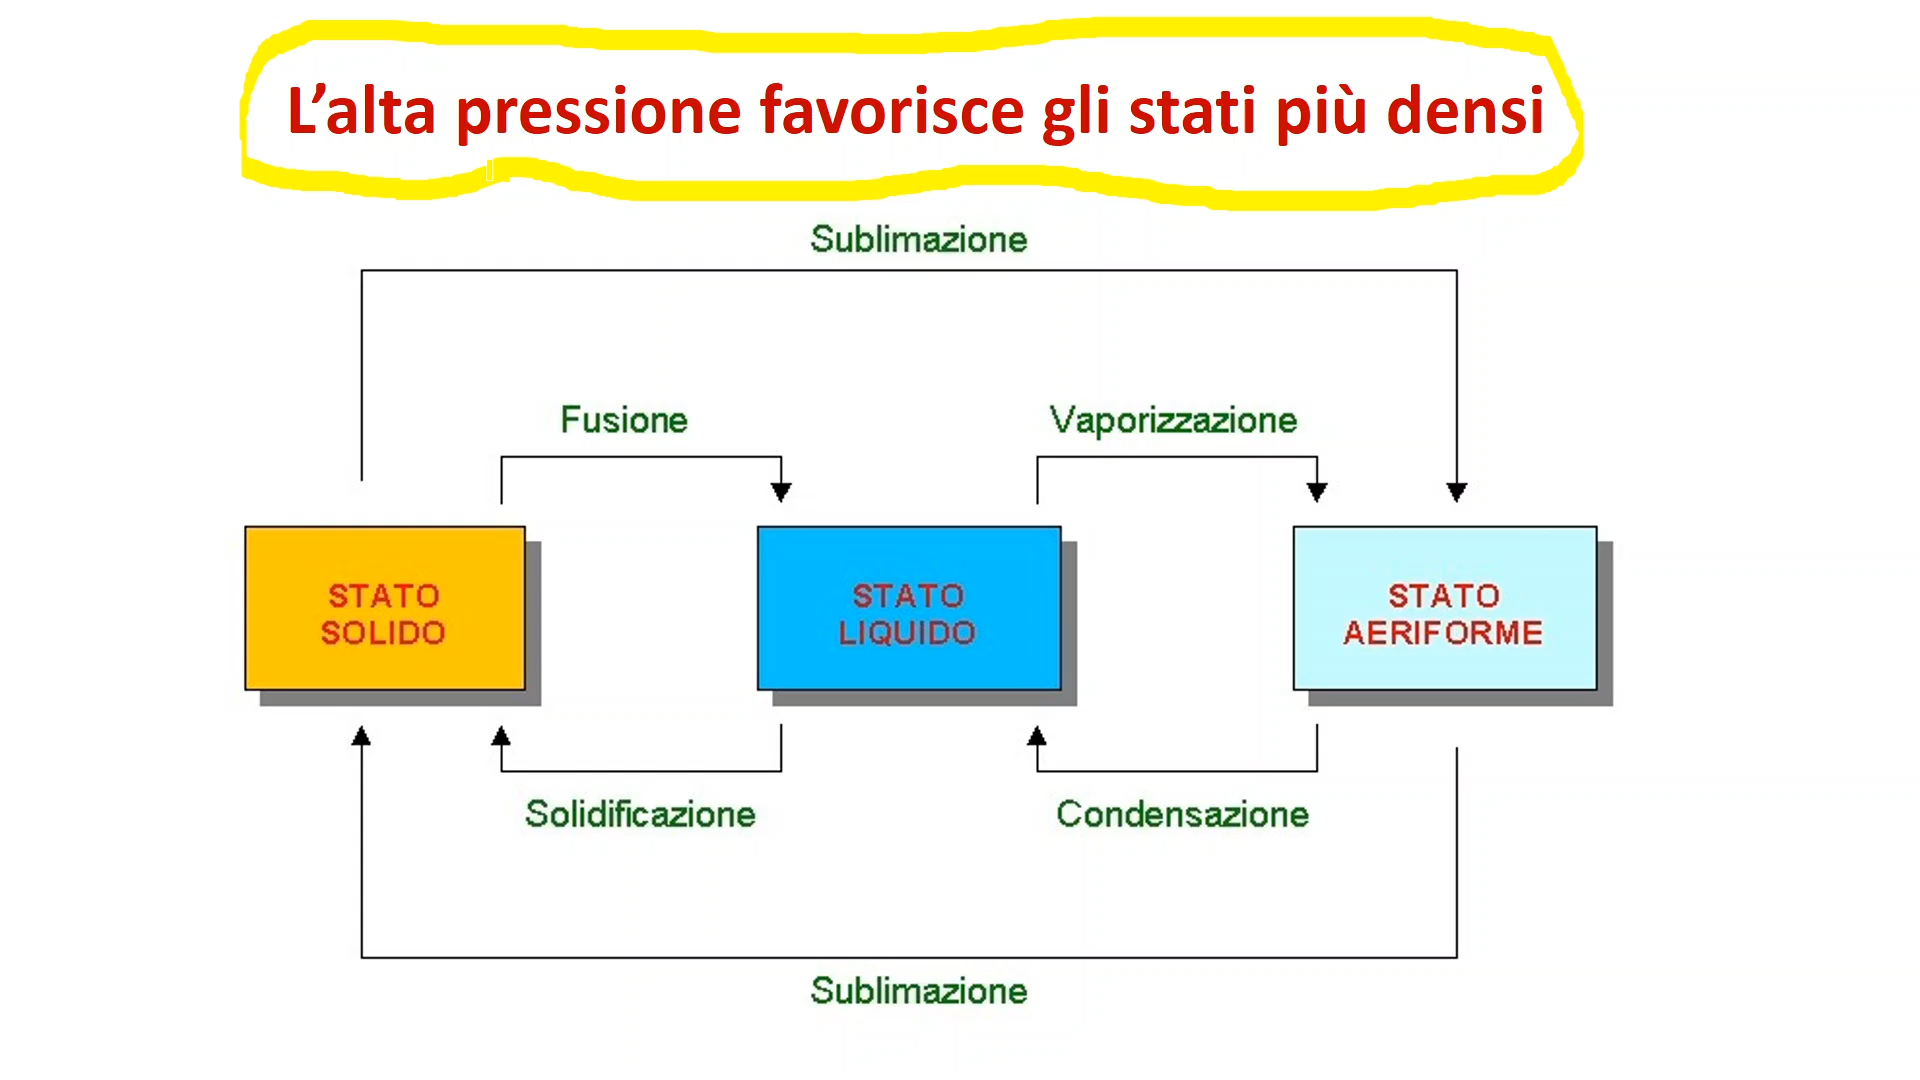 L’alta pressione favorisce gli stati più densi
Sublimazione
Fusione
Vaporizzazione
STATO
SOLIDO
STATO
LIQUIDO
STATO
AERIFORME
Solidificazione
Condensazione
Sublimazione